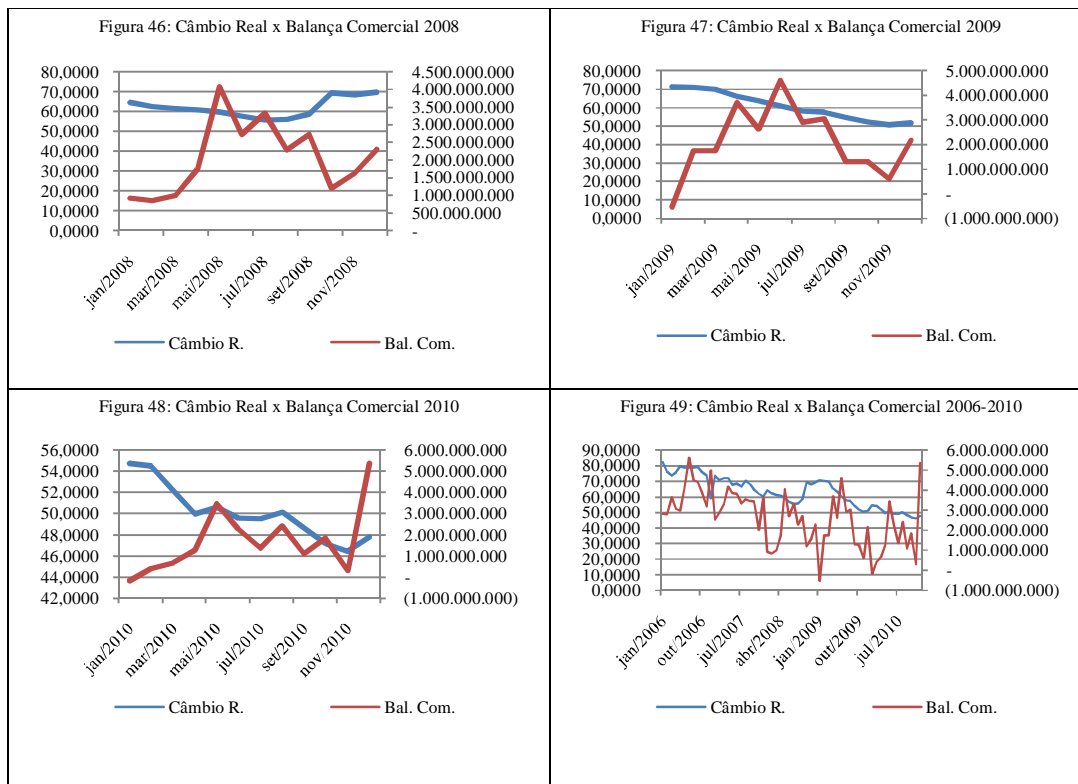 Figura 46: Câmbio Real x Balança Comercial 2008
80,0000
70,0000
60,0000
50,0000
40,0000
30,0000
20,0000
10,0000
0,0000
4.500.000.000
4.000.000.000
3.500.000.000
3.000.000.000
2.500.000.000
2.000.000.000
1.500.000.000
1.000.000.000
500.000.000
-
jan/2008
mar/2008
mai/2008
jul/2008
set/2008
nov/2008
Câmbio R.
Bal. Com.
Figura 47: Câmbio Real x Balança Comercial 2009
80,0000
70,0000
60,0000
50,0000
40,0000
30,0000
20,0000
10,0000
0,0000
5.000.000.000
4.000.000.000
3.000.000.000
2.000.000.000
1.000.000.000
-
(1.000.000.000)
jan/2009
mar/2009
mai/2009
jul/2009
set/2009
nov/2009
Câmbio R.
Bal. Com.
Figura 48: Câmbio Real x Balança Comercial 2010
56,0000
54,0000
52,0000
50,0000
48,0000
46,0000
44,0000
42,0000
6.000.000.000
5.000.000.000
4.000.000.000
3.000.000.000
2.000.000.000
1.000.000.000
-
(1.000.000.000)
jan/2010
mar/2010
mai/2010
jul/2010
set/2010
nov/2010
Câmbio R.
Bal. Com.
Figura 49: Câmbio Real x Balança Comercial 2006-2010
90,0000
80,0000
70,0000
60,0000
50,0000
40,0000
30,0000
20,0000
10,0000
0,0000
6.000.000.000
5.000.000.000
4.000.000.000
3.000.000.000
2.000.000.000
1.000.000.000
-
(1.000.000.000)
jan/2006
out/2006
jul/2007
abr/2008
jan/2009
out/2009
jul/2010
Câmbio R.
Bal. Com.